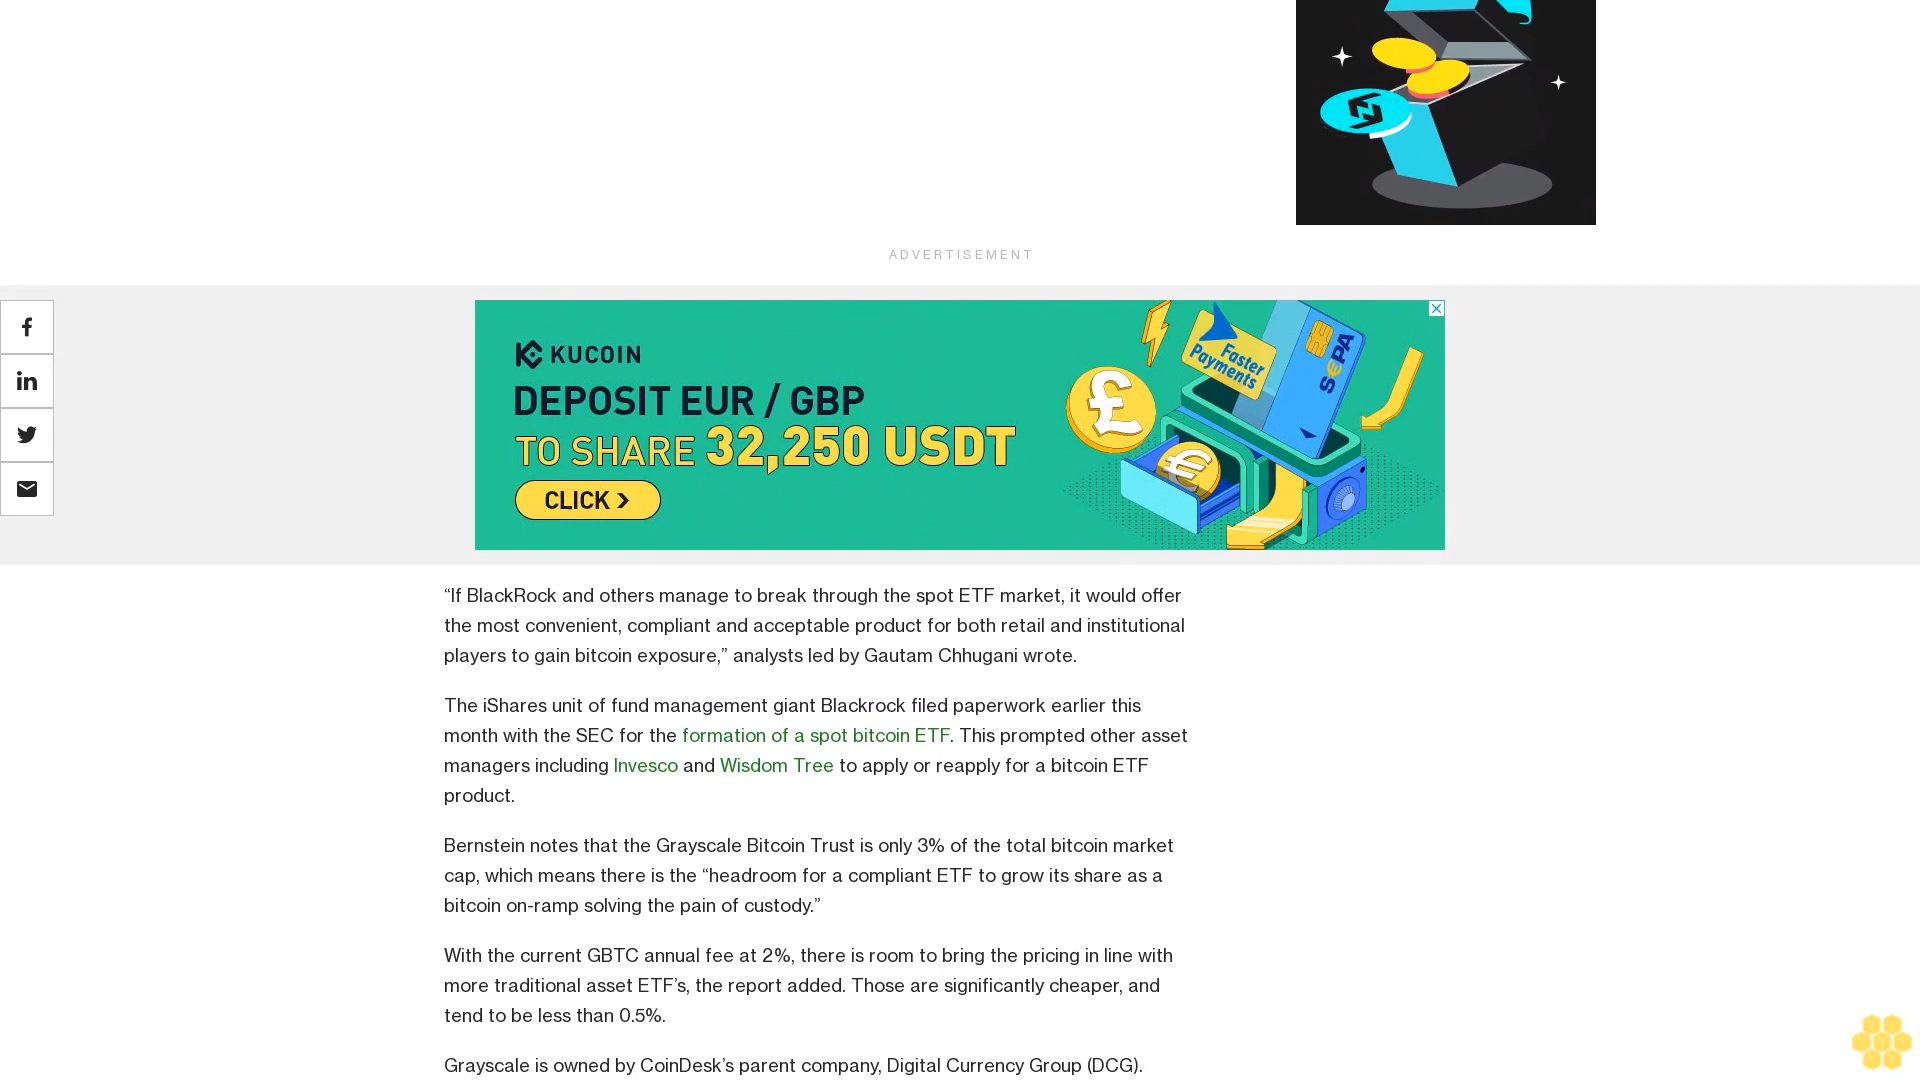 ADVERTISEMENT
KUCOIN
DEPOSIT EUR / GBP
TO SHARE 32,250 USDT
CLICK
Faster
Payments
S€PA
“If BlackRock and others manage to break through the spot ETF market, it would offer
the most convenient, compliant and acceptable product for both retail and institutional
players to gain bitcoin exposure,” analysts led by Gautam Chhugani wrote.
The iShares unit of fund management giant Blackrock filed paperwork earlier this
month with the SEC for the formation of a spot bitcoin ETF. This prompted other asset
managers including Invesco and Wisdom Tree to apply or reapply for a bitcoin ETF
product.
Bernstein notes that the Grayscale Bitcoin Trust is only 3% of the total bitcoin market
cap, which means there is the “headroom for a compliant ETF to grow its share as a
bitcoin on-ramp solving the pain of custody.”
With the current GBTC annual fee at 2%, there is room to bring the pricing in line with
more traditional asset ETF’s, the report added. Those are significantly cheaper, and
tend to be less than 0.5%.
Grayscale is owned by CoinDesk’s parent company, Digital Currency Group (DCG).